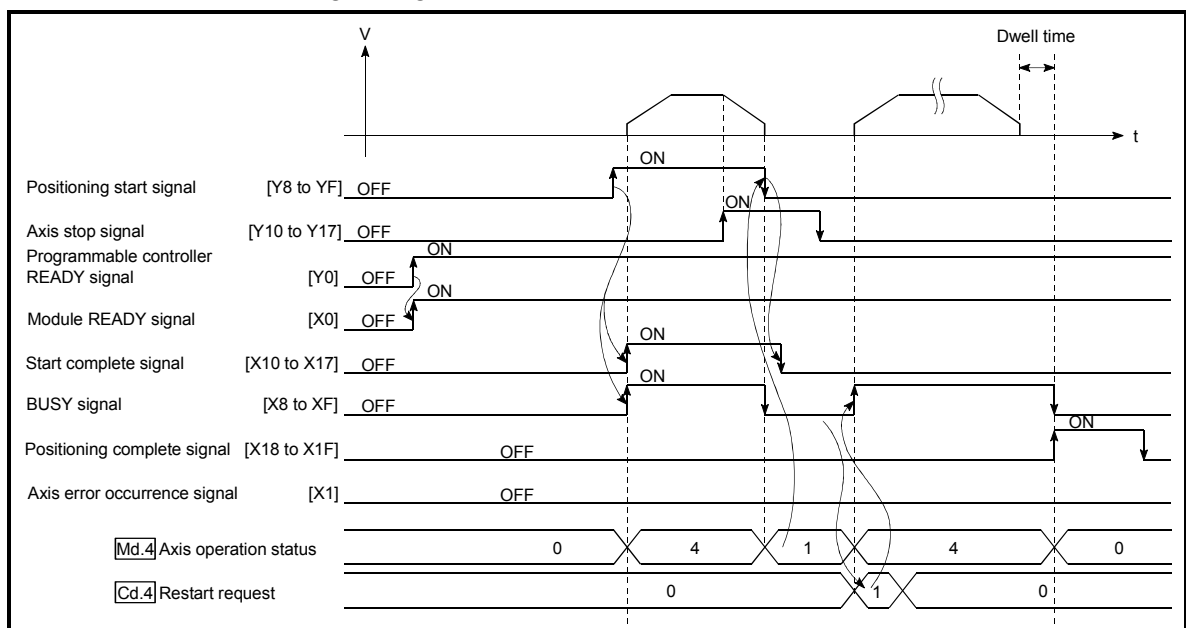 V
Dwell time
t
ON
Positioning start signal [Y8 to YF] OFF
ON
Axis stop signal [Y10 to Y17] OFF
Programmable controller ON
READY signal [Y0] OFF
ON
Module READY signal [X0] OFF
ON
Start complete signal [X10 to X17] OFF
ON
BUSY signal [X8 to XF] OFF
ON
Positioning complete signal [X18 to X1F] OFF
Axis error occurrence signal [X1] OFF
Md.4 Axis operation status 0 4 1 4 0
Cd.4 Restart request 0 1 0